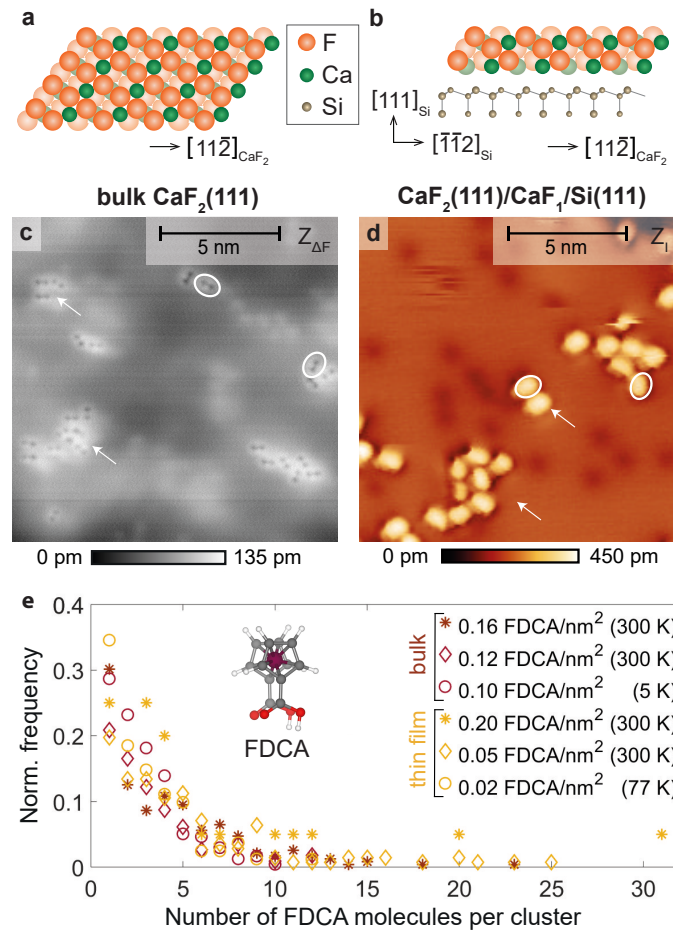 a
b
F
Ca
Si
[112̄]CaF₂
[111]Si
[1̄1̄2]Si
[112̄]CaF₂
bulk CaF₂(111)
CaF₂(111)/CaF₁/Si(111)
c
5 nm
Z_ΔF
d
5 nm
Z_I
0 pm
135 pm
0 pm
450 pm
e
0.4
0.3
0.2
0.1
0
Norm. frequency
FDCA
bulk
0.16 FDCA/nm² (300 K)
0.12 FDCA/nm² (300 K)
0.10 FDCA/nm² (5 K)
thin film
0.20 FDCA/nm² (300 K)
0.05 FDCA/nm² (300 K)
0.02 FDCA/nm² (77 K)
0 5 10 15 20 25 30
Number of FDCA molecules per cluster